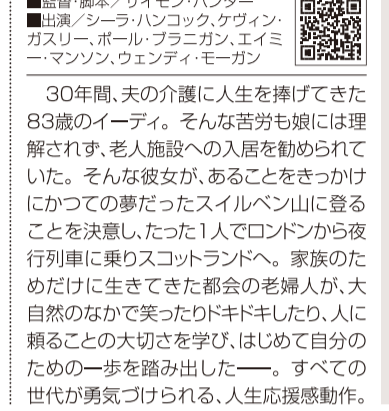 ■監督・脚本／サイモン・ハンター
■出演／シーラ・ハンコック、ケヴィン・
ガスリー、ポール・ブラニガン、エイミ
ー・マンソン、ウェンディ・モーガン
30年間、夫の介護に人生を捧げてきた
83歳のイーディ。そんな苦労も娘には理
解されず、老人施設への入居を勧められて
いた。そんな彼女が、あることをきっかけ
にかつての夢だったスイルベン山に登る
ことを決意し、たった1人でロンドンから夜
行列車に乗りスコットランドへ。家族のた
めだけに生きてきた都会の老婦人が、大
自然のなかで笑ったりドキドキしたり、人に
頼ることの大切さを学び、はじめて自分の
ための一歩を踏み出した――。すべての
世代が勇気づけられる、人生応援感動作。